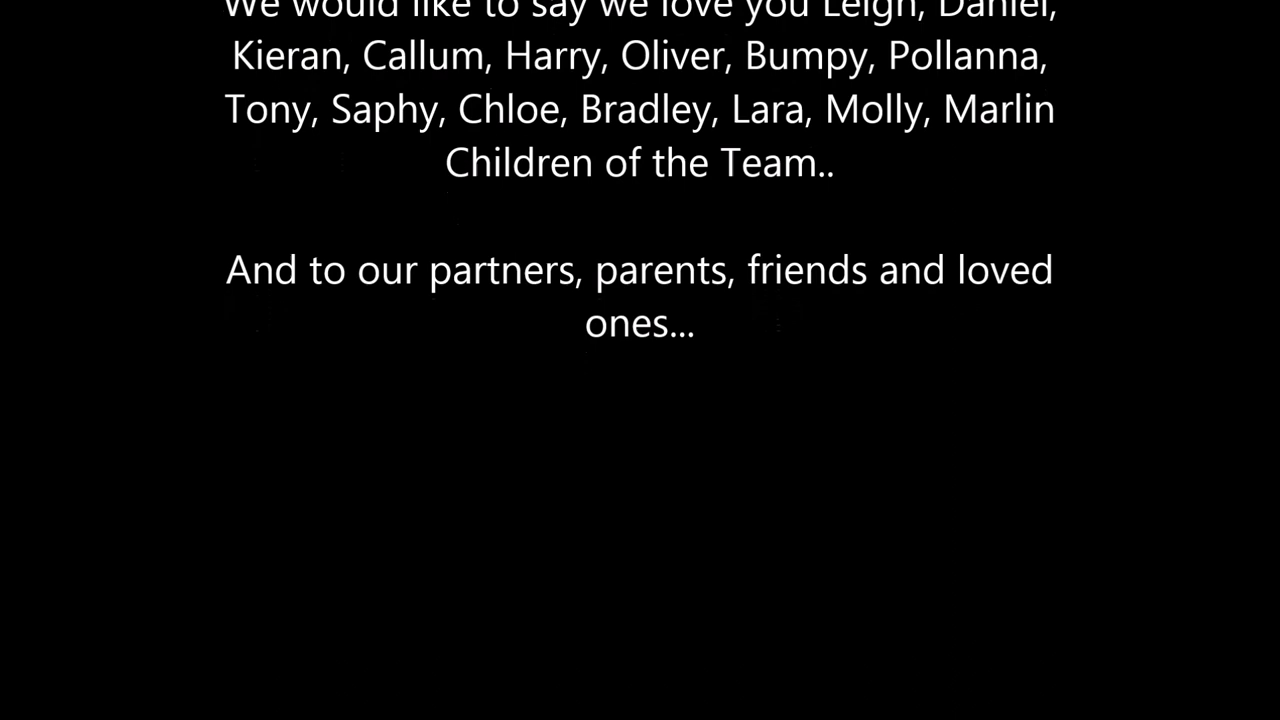 We would like to say we love you Leigh, Daniel,
Kieran, Callum, Harry, Oliver, Bumpy, Pollanna,
Tony, Saphy, Chloe, Bradley, Lara, Molly, Marlin
Children of the Team..
And to our partners, parents, friends and loved
ones...